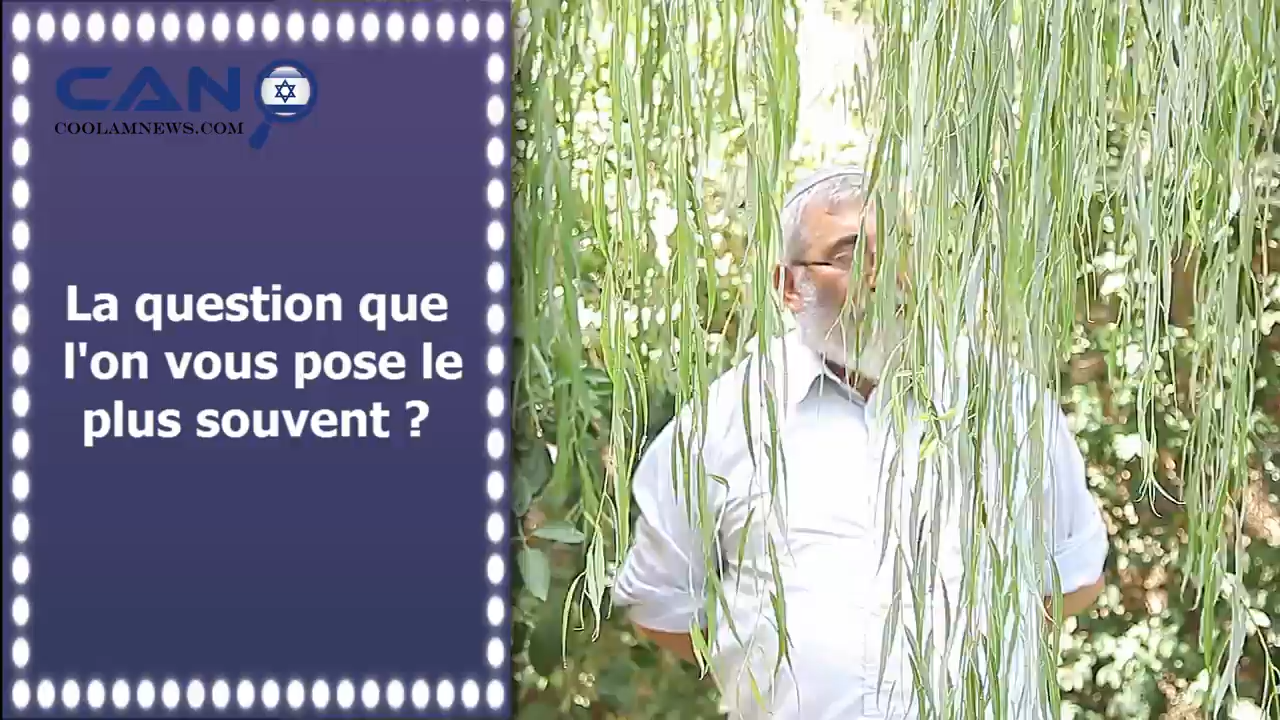 CAN
COOLAMNEWS.COM
La question que
l'on vous pose le
plus souvent ?